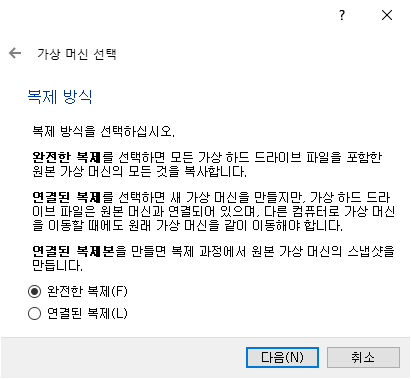 ?
가상 머신 선택
복제 방식
복제 방식을 선택하십시오.
완전한 복제를 선택하면 모든 가상 하드 드라이브 파일을 포함한
원본 가상 머신의 모든 것을 복사합니다.
연결된 복제를 선택하면 새 가상 머신을 만들지만, 가상 하드 드라
이브 파일은 원본 머신과 연결되어 있으며, 다른 컴퓨터로 가상 머신
을 이동할 때에도 원래 가상 머신을 같이 이동해야 합니다.
연결된 복제본을 만들면 복제 과정에서 원본 가상 머신의 스냅샷을
만듭니다.
완전한 복제(F)
연결된 복제(L)
다음(N) 취소